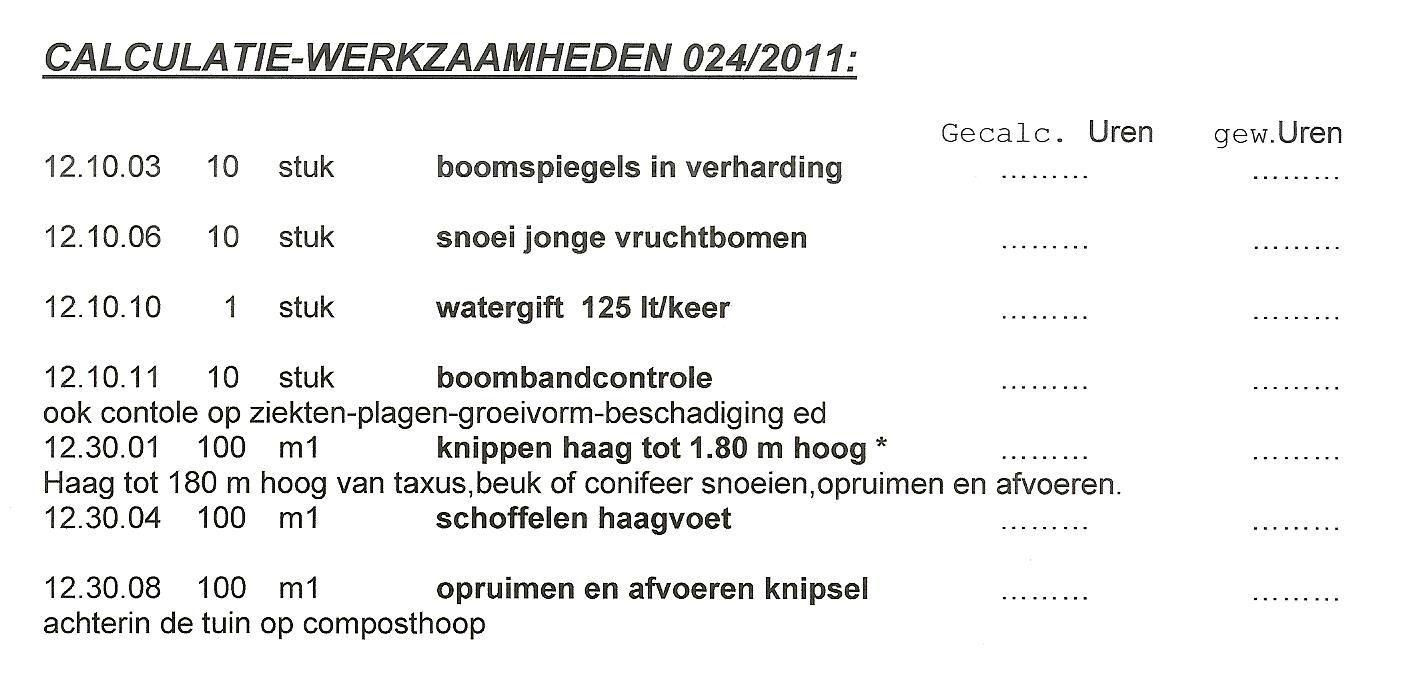 CALCULATIE-WERKZAAMHEDEN 024/2011:
Gecalc. Uren gew.Uren
12.10.03 10 stuk boomspiegels in verharding ……… ………
12.10.06 10 stuk snoei jonge vruchtbomen ……… ………
12.10.10 1 stuk watergift 125 lt/keer ……… ………
12.10.11 10 stuk boombandcontrole ……… ………
ook contole op ziekten-plagen-groeivorm-beschadiging ed
12.30.01 100 m1 knippen haag tot 1.80 m hoog * ……… ………
Haag tot 180 m hoog van taxus,beuk of conifeer snoeien,opruimen en afvoeren.
12.30.04 100 m1 schoffelen haagvoet ……… ………
12.30.08 100 m1 opruimen en afvoeren knipsel ……… ………
achterin de tuin op composthoop